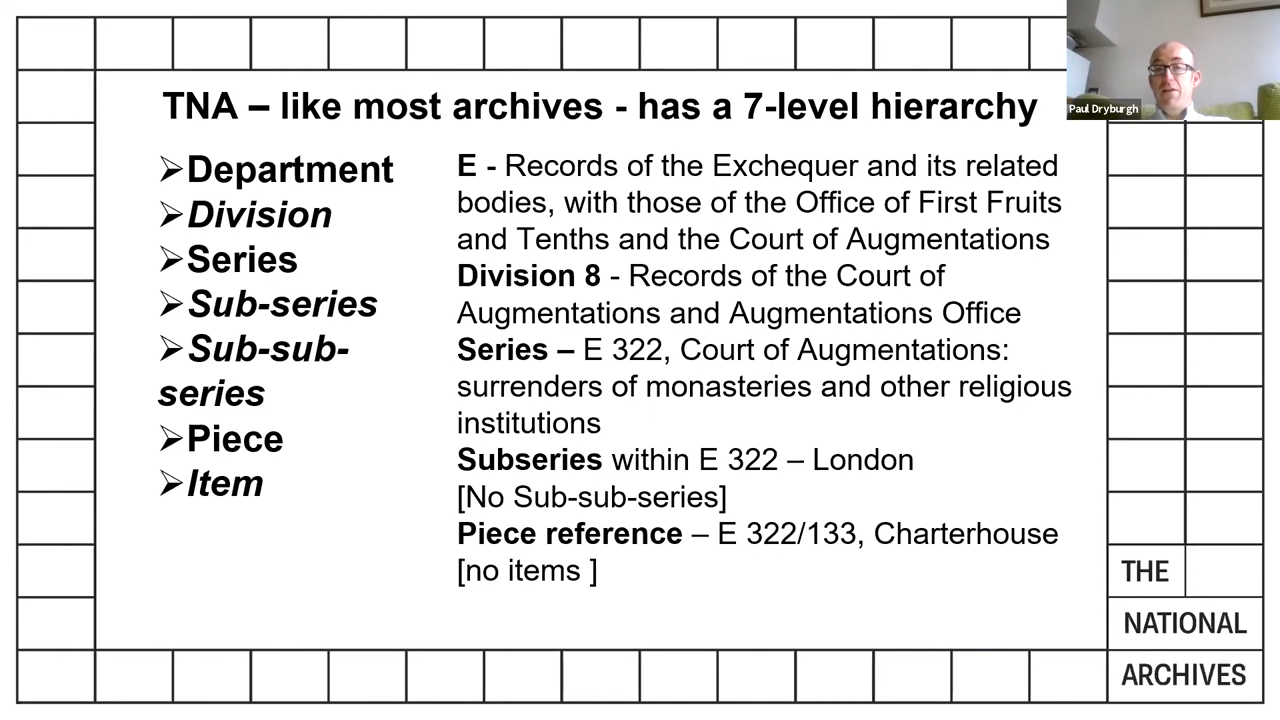 TNA – like most archives - has a 7-level hierarchy
Paul Dryburgh
➢Department
➢Division
➢Series
➢Sub-series
➢Sub-sub-
series
➢Piece
➢Item
E - Records of the Exchequer and its related
bodies, with those of the Office of First Fruits
and Tenths and the Court of Augmentations
Division 8 - Records of the Court of
Augmentations and Augmentations Office
Series – E 322, Court of Augmentations:
surrenders of monasteries and other religious
institutions
Subseries within E 322 – London
[No Sub-sub-series]
Piece reference – E 322/133, Charterhouse
[no items ]
THE
NATIONAL
ARCHIVES